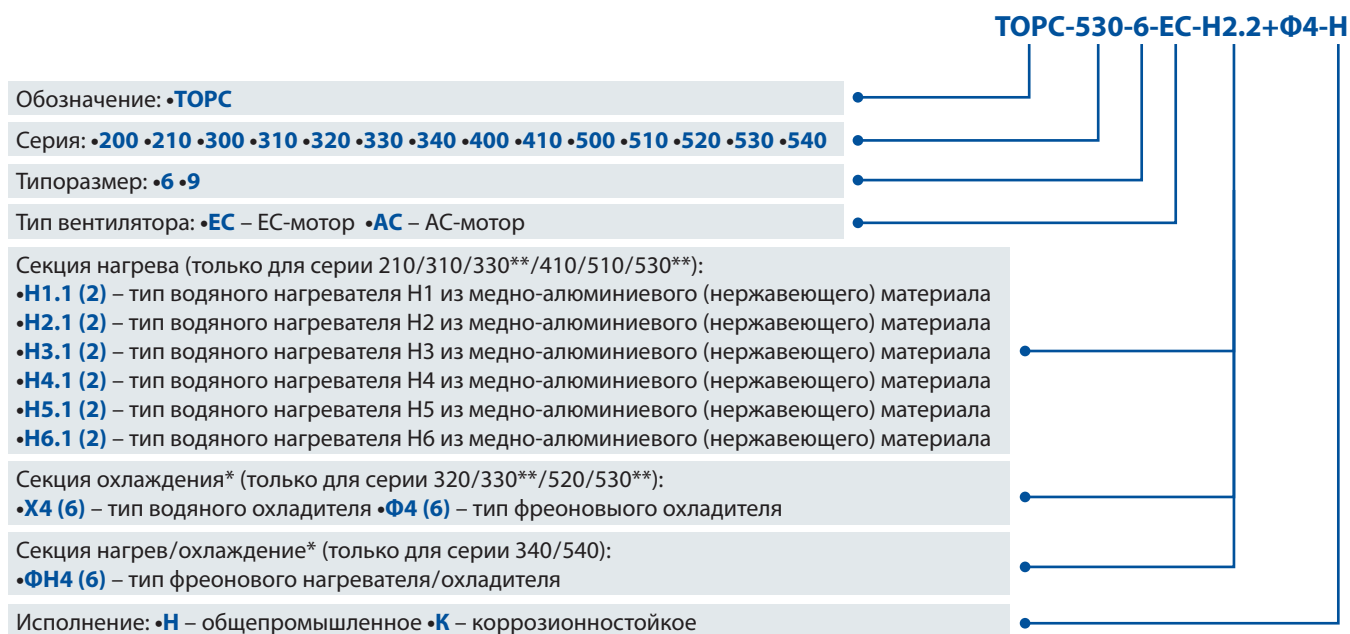 ТОРС-530-6-ЕС-Н2.2+Ф4-Н
Обозначение: •ТОРС
Серия: •200 •210 •300 •310 •320 •330 •340 •400 •410 •500 •510 •520 •530 •540
Типоразмер: •6 •9
Тип вентилятора: •ЕС – ЕС-мотор •АС – АС-мотор
Секция нагрева (только для серии 210/310/330**/410/510/530**):
•Н1.1 (2) – тип водяного нагревателя Н1 из медно-алюминиевого (нержавеющего) материала
•Н2.1 (2) – тип водяного нагревателя Н2 из медно-алюминиевого (нержавеющего) материала
•Н3.1 (2) – тип водяного нагревателя Н3 из медно-алюминиевого (нержавеющего) материала
•Н4.1 (2) – тип водяного нагревателя Н4 из медно-алюминиевого (нержавеющего) материала
•Н5.1 (2) – тип водяного нагревателя Н5 из медно-алюминиевого (нержавеющего) материала
•Н6.1 (2) – тип водяного нагревателя Н6 из медно-алюминиевого (нержавеющего) материала
Секция охлаждения* (только для серии 320/330**/520/530**):
•Х4 (6) – тип водяного охладителя •Ф4 (6) – тип фреоновыого охладителя
Секция нагрев/охлаждение* (только для серии 340/540):
•ФН4 (6) – тип фреонового нагревателя/охладителя
Исполнение: •Н – общепромышленное •К – коррозионностойкое